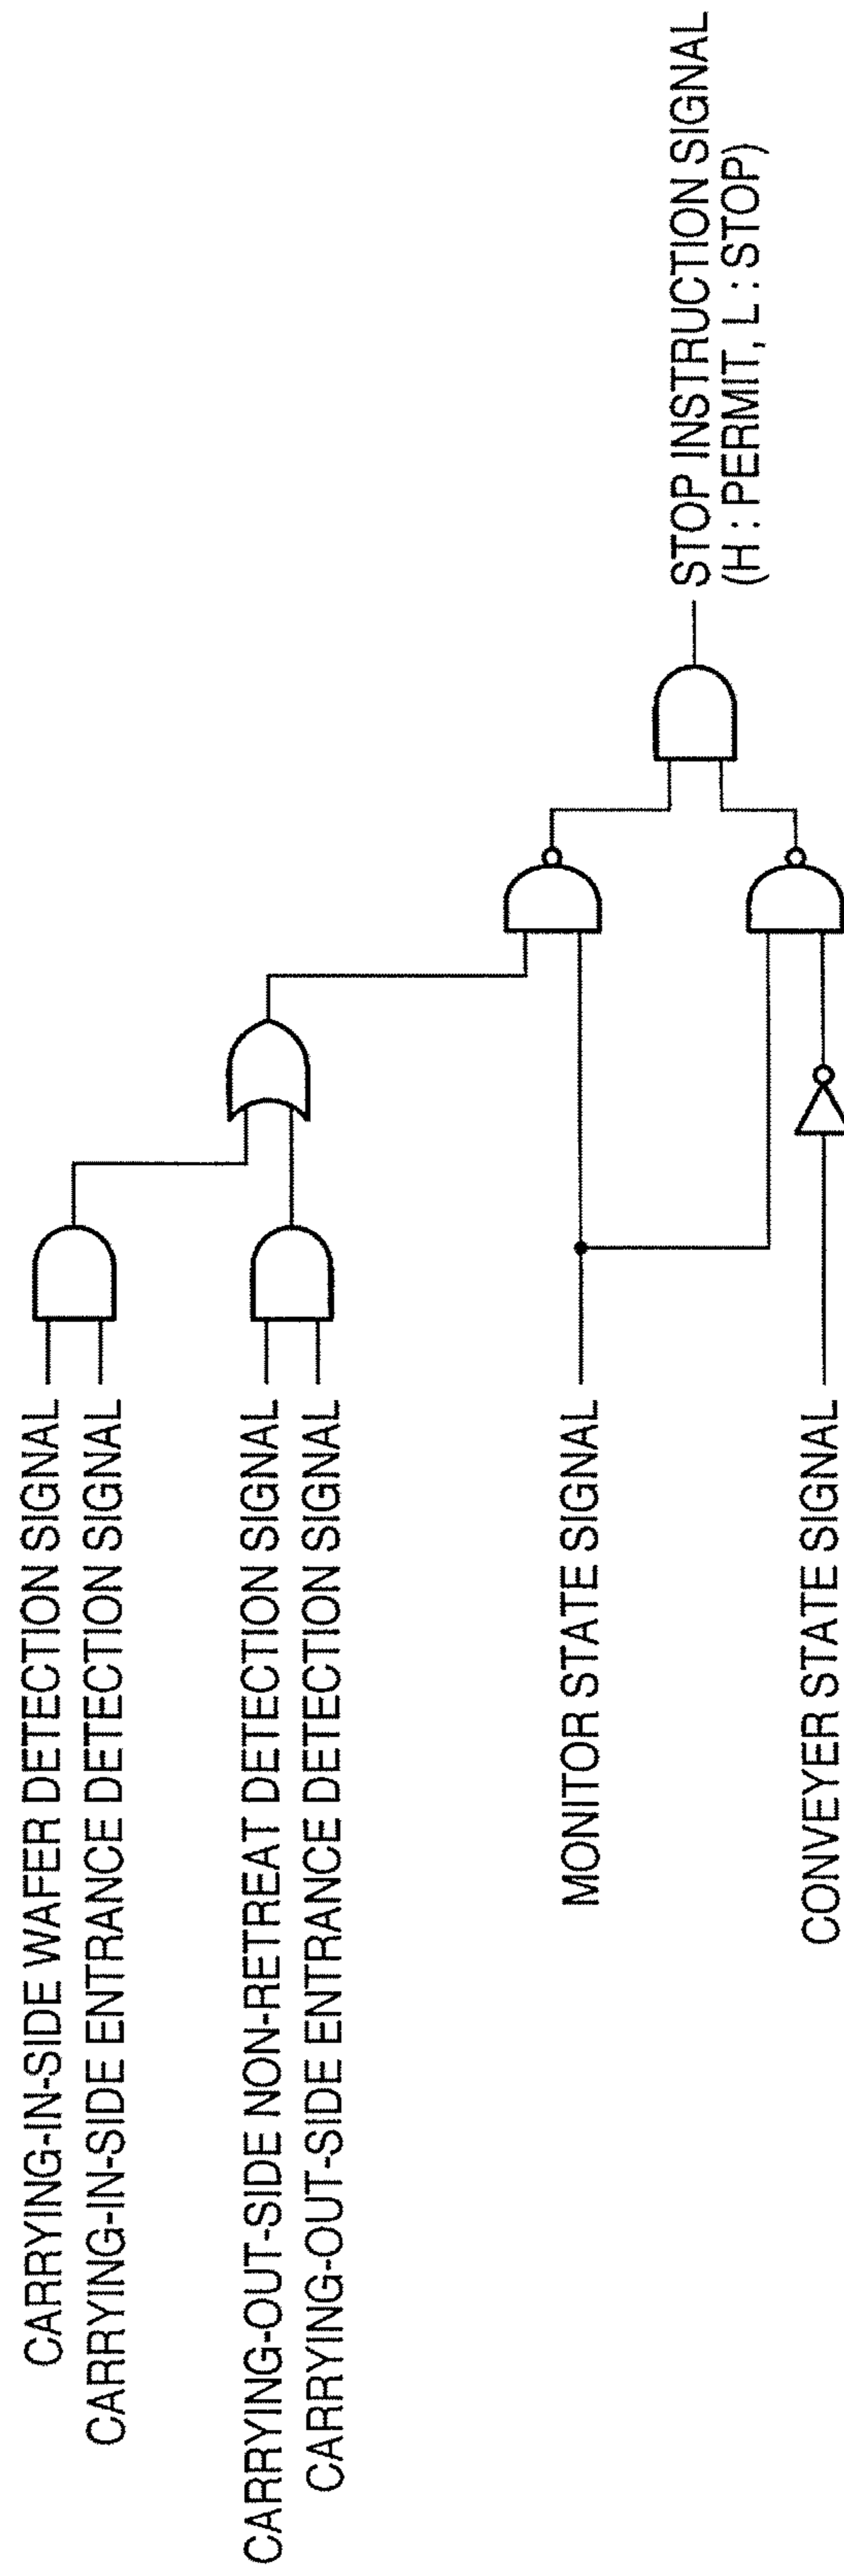 CARRYING-IN-SIDE WAFER DETECTION SIGNAL
CARRYING-IN-SIDE ENTRANCE DETECTION SIGNAL
CARRYING-OUT-SIDE NON-RETREAT DETECTION SIGNAL
CARRYING-OUT-SIDE ENTRANCE DETECTION SIGNAL
MONITOR STATE SIGNAL
CONVEYER STATE SIGNAL
STOP INSTRUCTION SIGNAL
(H : PERMIT, L : STOP)